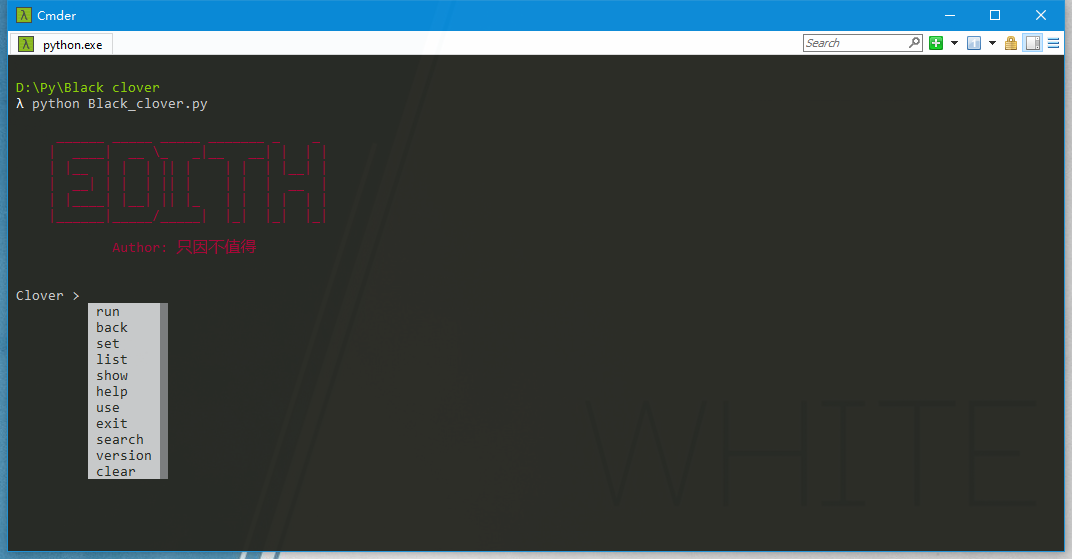 Cmder
python.exe
Search
D:\Py\Black clover
λ python Black_clover.py
EDITH
Author: 只因不值得
Clover >
run
back
set
list
show
help
use
exit
search
version
clear
WHITE